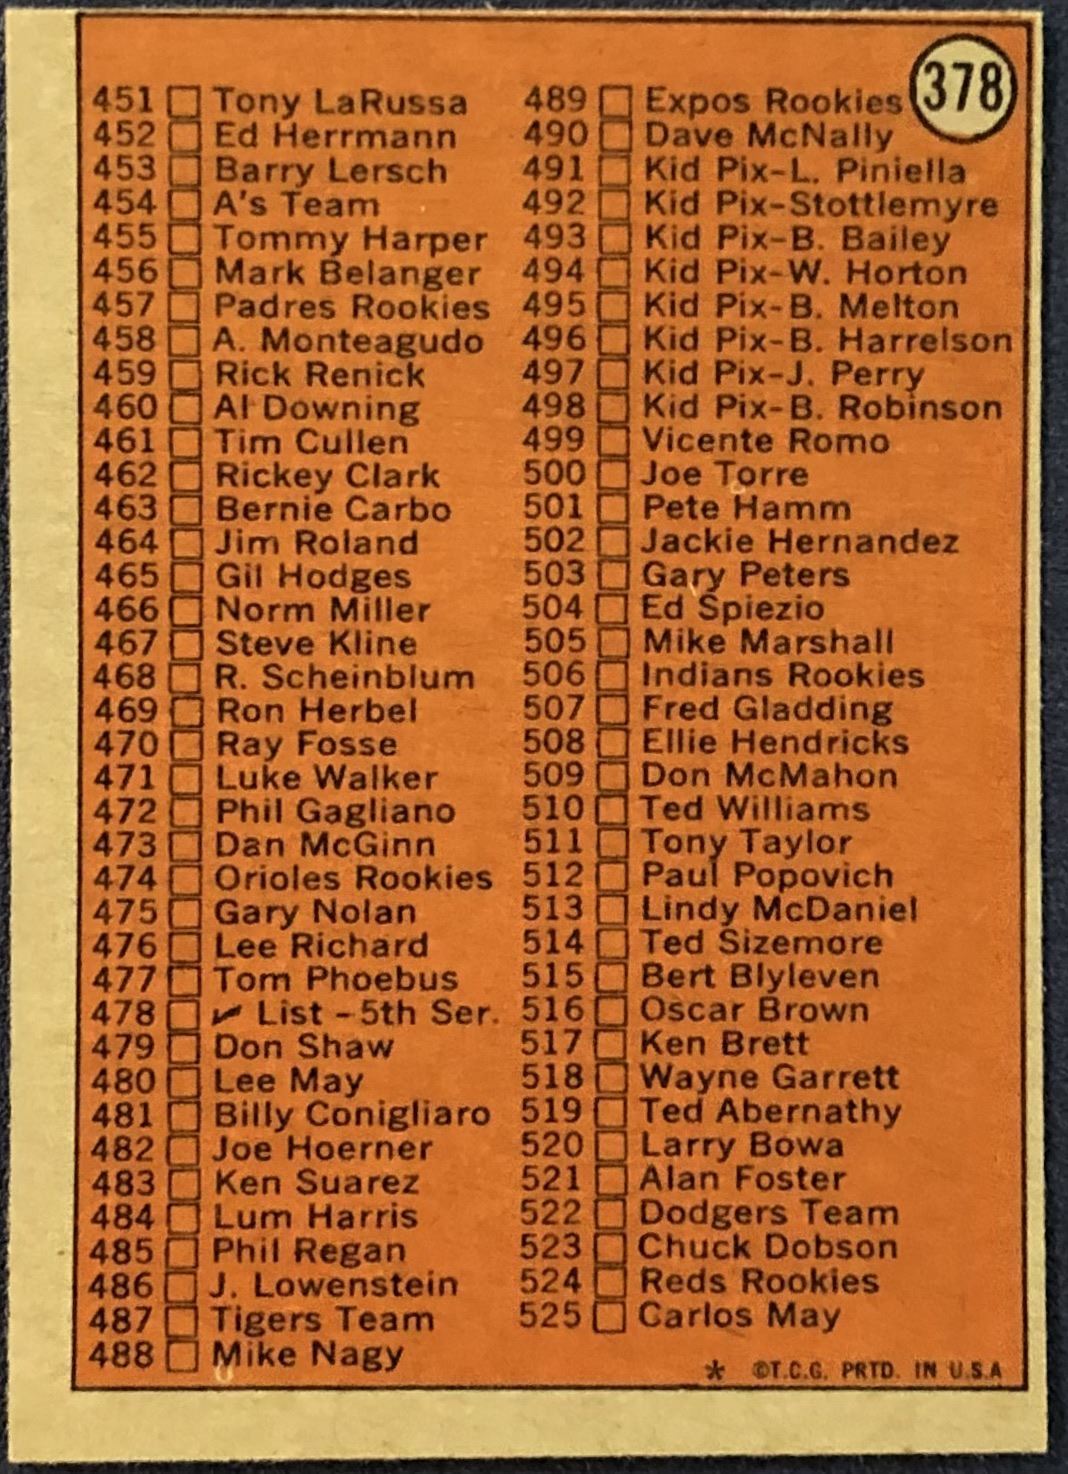 378
451 Tony LaRussa
452 Ed Herrmann
453 Barry Lersch
454 A's Team
455 Tommy Harper
456 Mark Belanger
457 Padres Rookies
458 A. Monteagudo
459 Rick Renick
460 Al Downing
461 Tim Cullen
462 Rickey Clark
463 Bernie Carbo
464 Jim Roland
465 Gil Hodges
466 Norm Miller
467 Steve Kline
468 R. Scheinblum
469 Ron Herbel
470 Ray Fosse
471 Luke Walker
472 Phil Gagliano
473 Dan McGinn
474 Orioles Rookies
475 Gary Nolan
476 Lee Richard
477 Tom Phoebus
478 ✓ List - 5th Ser.
479 Don Shaw
480 Lee May
481 Billy Conigliaro
482 Joe Hoerner
483 Ken Suarez
484 Lum Harris
485 Phil Regan
486 J. Lowenstein
487 Tigers Team
488 Mike Nagy
489 Expos Rookies
490 Dave McNally
491 Kid Pix-L. Piniella
492 Kid Pix-Stottlemyre
493 Kid Pix-B. Bailey
494 Kid Pix-W. Horton
495 Kid Pix-B. Melton
496 Kid Pix-B. Harrelson
497 Kid Pix-J. Perry
498 Kid Pix-B. Robinson
499 Vicente Romo
500 Joe Torre
501 Pete Hamm
502 Jackie Hernandez
503 Gary Peters
504 Ed Spiezio
505 Mike Marshall
506 Indians Rookies
507 Fred Gladding
508 Ellie Hendricks
509 Don McMahon
510 Ted Williams
511 Tony Taylor
512 Paul Popovich
513 Lindy McDaniel
514 Ted Sizemore
515 Bert Blyleven
516 Oscar Brown
517 Ken Brett
518 Wayne Garrett
519 Ted Abernathy
520 Larry Bowa
521 Alan Foster
522 Dodgers Team
523 Chuck Dobson
524 Reds Rookies
525 Carlos May
* ©T.C.G. PRTD. IN U.S.A